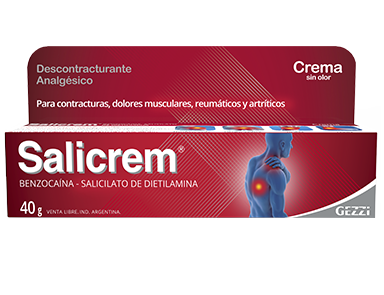 Descontracturante
Analgésico
Crema
sin olor
Para contracturas, dolores musculares, reumáticos y artríticos
Salicrem®
BENZOCAÍNA - SALICILATO DE DIETILAMINA
40 g VENTA LIBRE. IND. ARGENTINA.
GEZZI